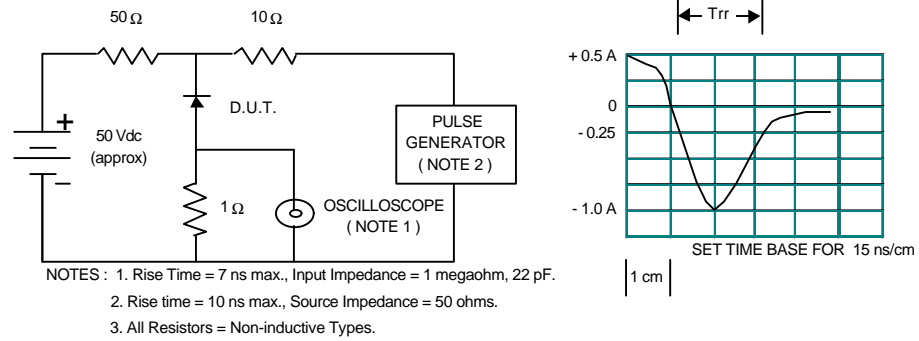 50 Ω
10 Ω
Trr
+ 0.5 A
0
- 0.25
- 1.0 A
D.U.T.
+
50 Vdc
(approx)
−
PULSE
GENERATOR
( NOTE 2 )
1 Ω
OSCILLOSCOPE
( NOTE 1 )
SET TIME BASE FOR 15 ns/cm
1 cm
NOTES : 1. Rise Time = 7 ns max., Input Impedance = 1 megaohm, 22 pF.
2. Rise time = 10 ns max., Source Impedance = 50 ohms.
3. All Resistors = Non-inductive Types.